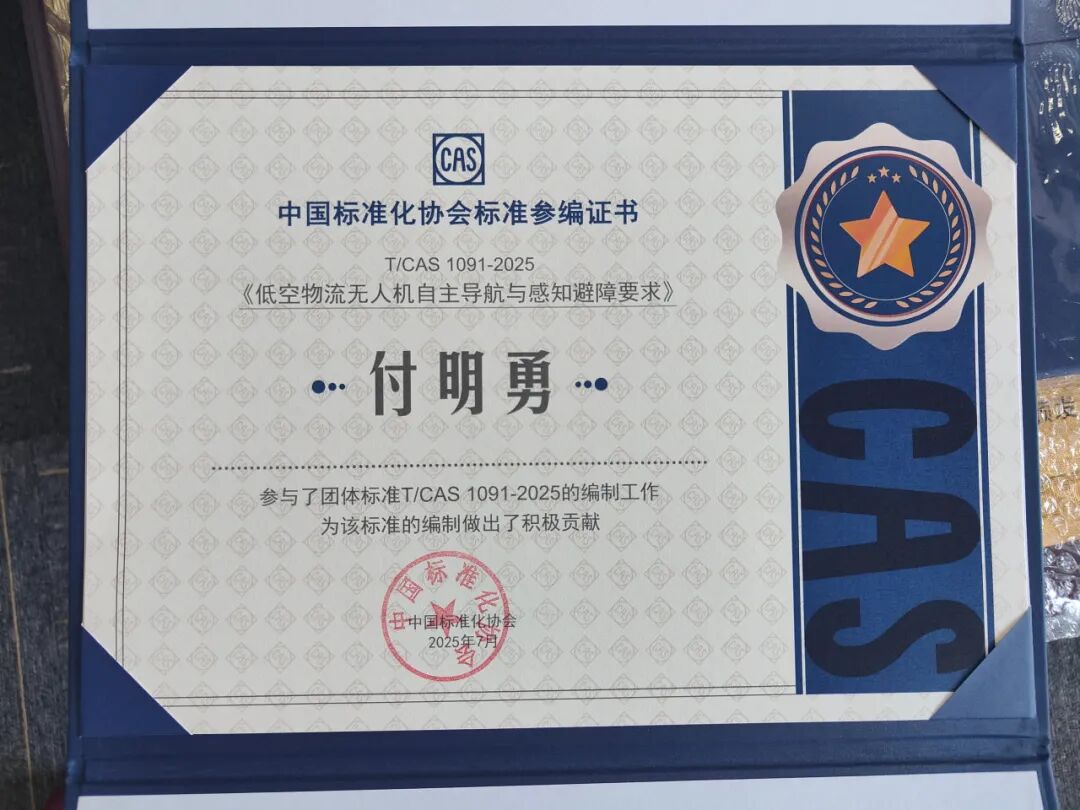 CAS
中国标准化协会标准参编证书
T/CAS 1091-2025
《低空物流无人机自主导航与感知避障要求》
付明勇
参与了团体标准T/CAS 1091-2025的编制工作
为该标准的编制做出了积极贡献
中国标准化协会
中国标准化协会
2025年7月
CAS